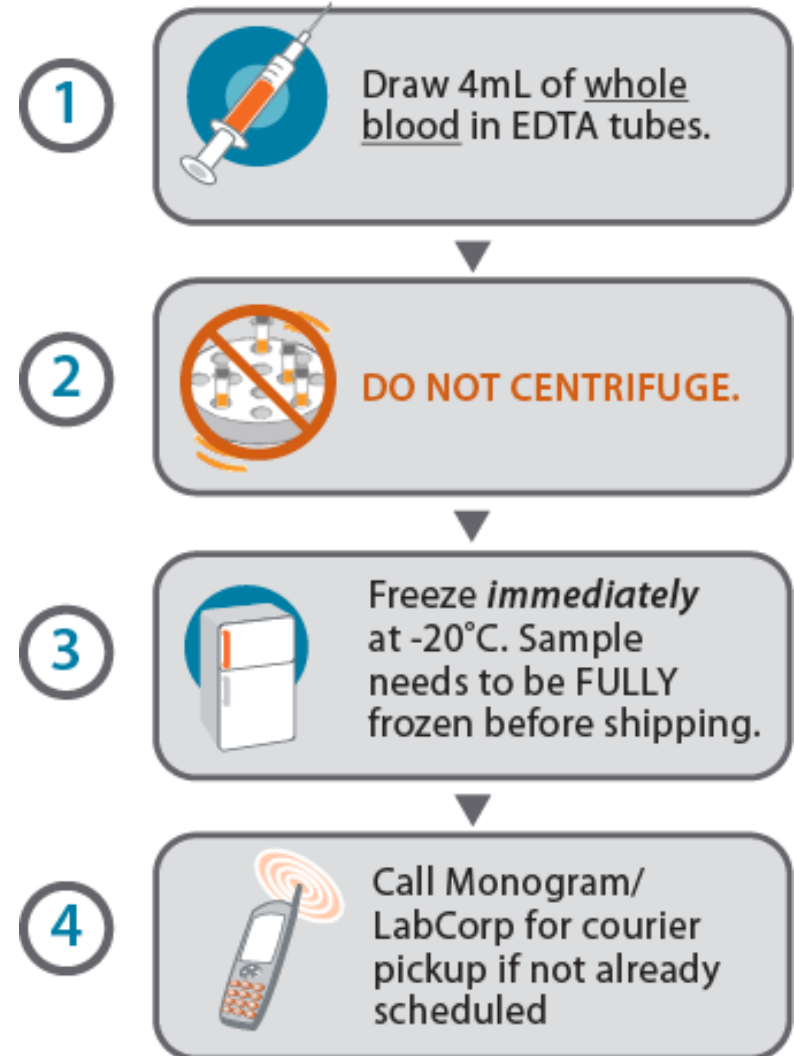 1
Draw 4mL of whole
blood in EDTA tubes.
2
DO NOT CENTRIFUGE.
3
Freeze immediately
at -20°C. Sample
needs to be FULLY
frozen before shipping.
4
Call Monogram/
LabCorp for courier
pickup if not already
scheduled